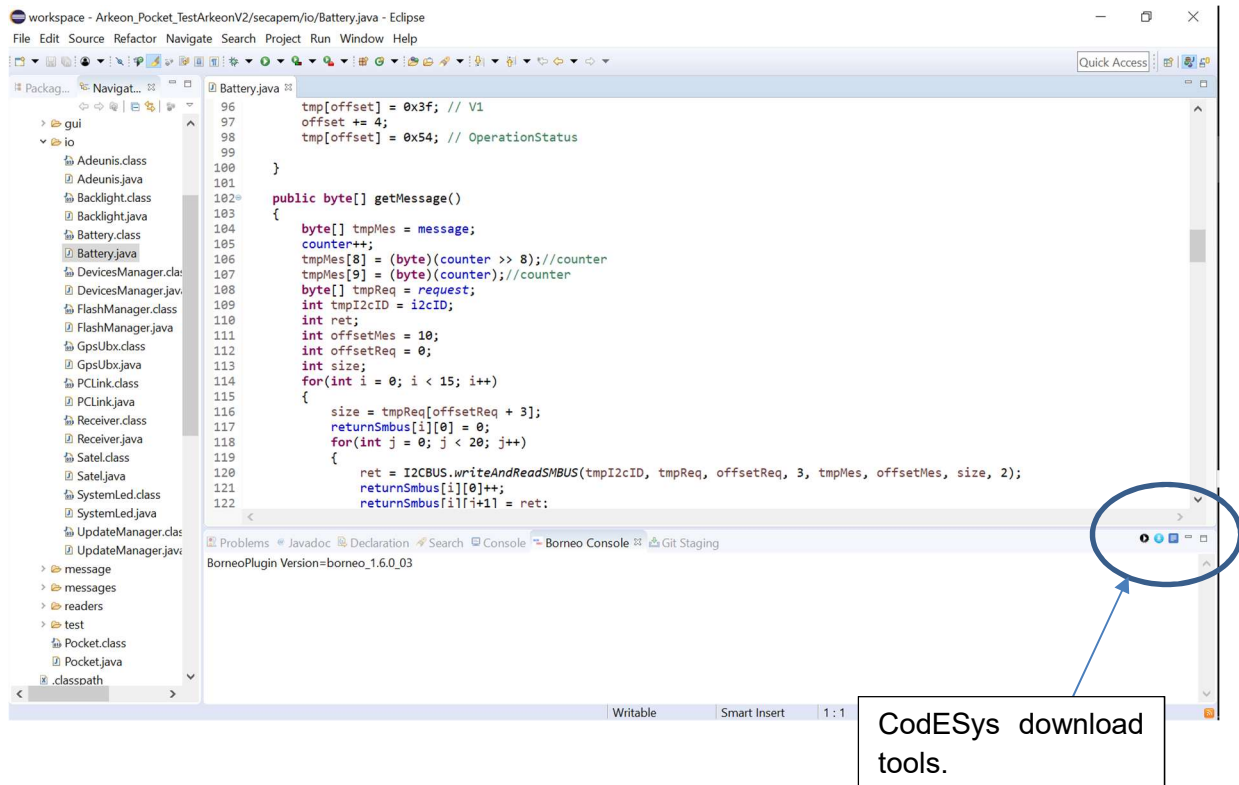 workspace - Arkeon_Pocket_TestArkeonV2/secapem/io/Battery.java - Eclipse
File Edit Source Refactor Navigate Search Project Run Window Help
Quick Access
Packag... Navigat...
Battery.java
gui
io
Adeunis.class
Adeunis.java
Backlight.class
Backlight.java
Battery.class
Battery.java
DevicesManager.cla
DevicesManager.jav
FlashManager.class
FlashManager.java
GpsUbx.class
GpsUbx.java
PCLink.class
PCLink.java
Receiver.class
Receiver.java
Satel.class
Satel.java
SystemLed.class
SystemLed.java
UpdateManager.clas
UpdateManager.java
message
messages
readers
test
Pocket.class
Pocket.java
.classpath
96 tmp[offset] = 0x3f; // V1
97 offset += 4;
98 tmp[offset] = 0x54; // OperationStatus
99
100 }
101
102 public byte[] getMessage()
103 {
104 byte[] tmpMes = message;
105 counter++;
106 tmpMes[8] = (byte)(counter >> 8);//counter
107 tmpMes[9] = (byte)(counter);//counter
108 byte[] tmpReq = request;
109 int tmpI2cID = i2cID;
110 int ret;
111 int offsetMes = 10;
112 int offsetReq = 0;
113 int size;
114 for(int i = 0; i < 15; i++)
115 {
116 size = tmpReq[offsetReq + 3];
117 returnSmbus[i][0] = 0;
118 for(int j = 0; j < 20; j++)
119 {
120 ret = I2CBUS.writeAndReadSMBUS(tmpI2cID, tmpReq, offsetReq, 3, tmpMes, offsetMes, size, 2);
121 returnSmbus[i][0]++;
122 returnSmbus[i][j+1] = ret;
Problems Javadoc Declaration Search Console Borneo Console Git Staging
BorneoPlugin Version=borneo_1.6.0_03
Writable Smart Insert 1 : 1
CodESys download
tools.